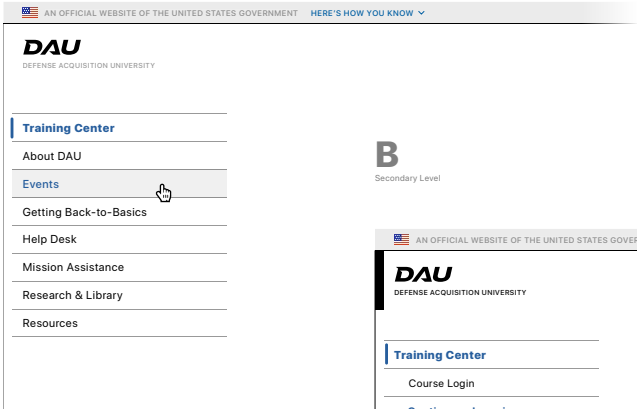 AN OFFICIAL WEBSITE OF THE UNITED STATES GOVERNMENT HERE'S HOW YOU KNOW
DAU
DEFENSE ACQUISITION UNIVERSITY
Training Center
About DAU
Events
Getting Back-to-Basics
Help Desk
Mission Assistance
Research & Library
Resources
B
Secondary Level
AN OFFICIAL WEBSITE OF THE UNITED STATES
DAU
DEFENSE ACQUISITION UNIVERSITY
Training Center
Course Login